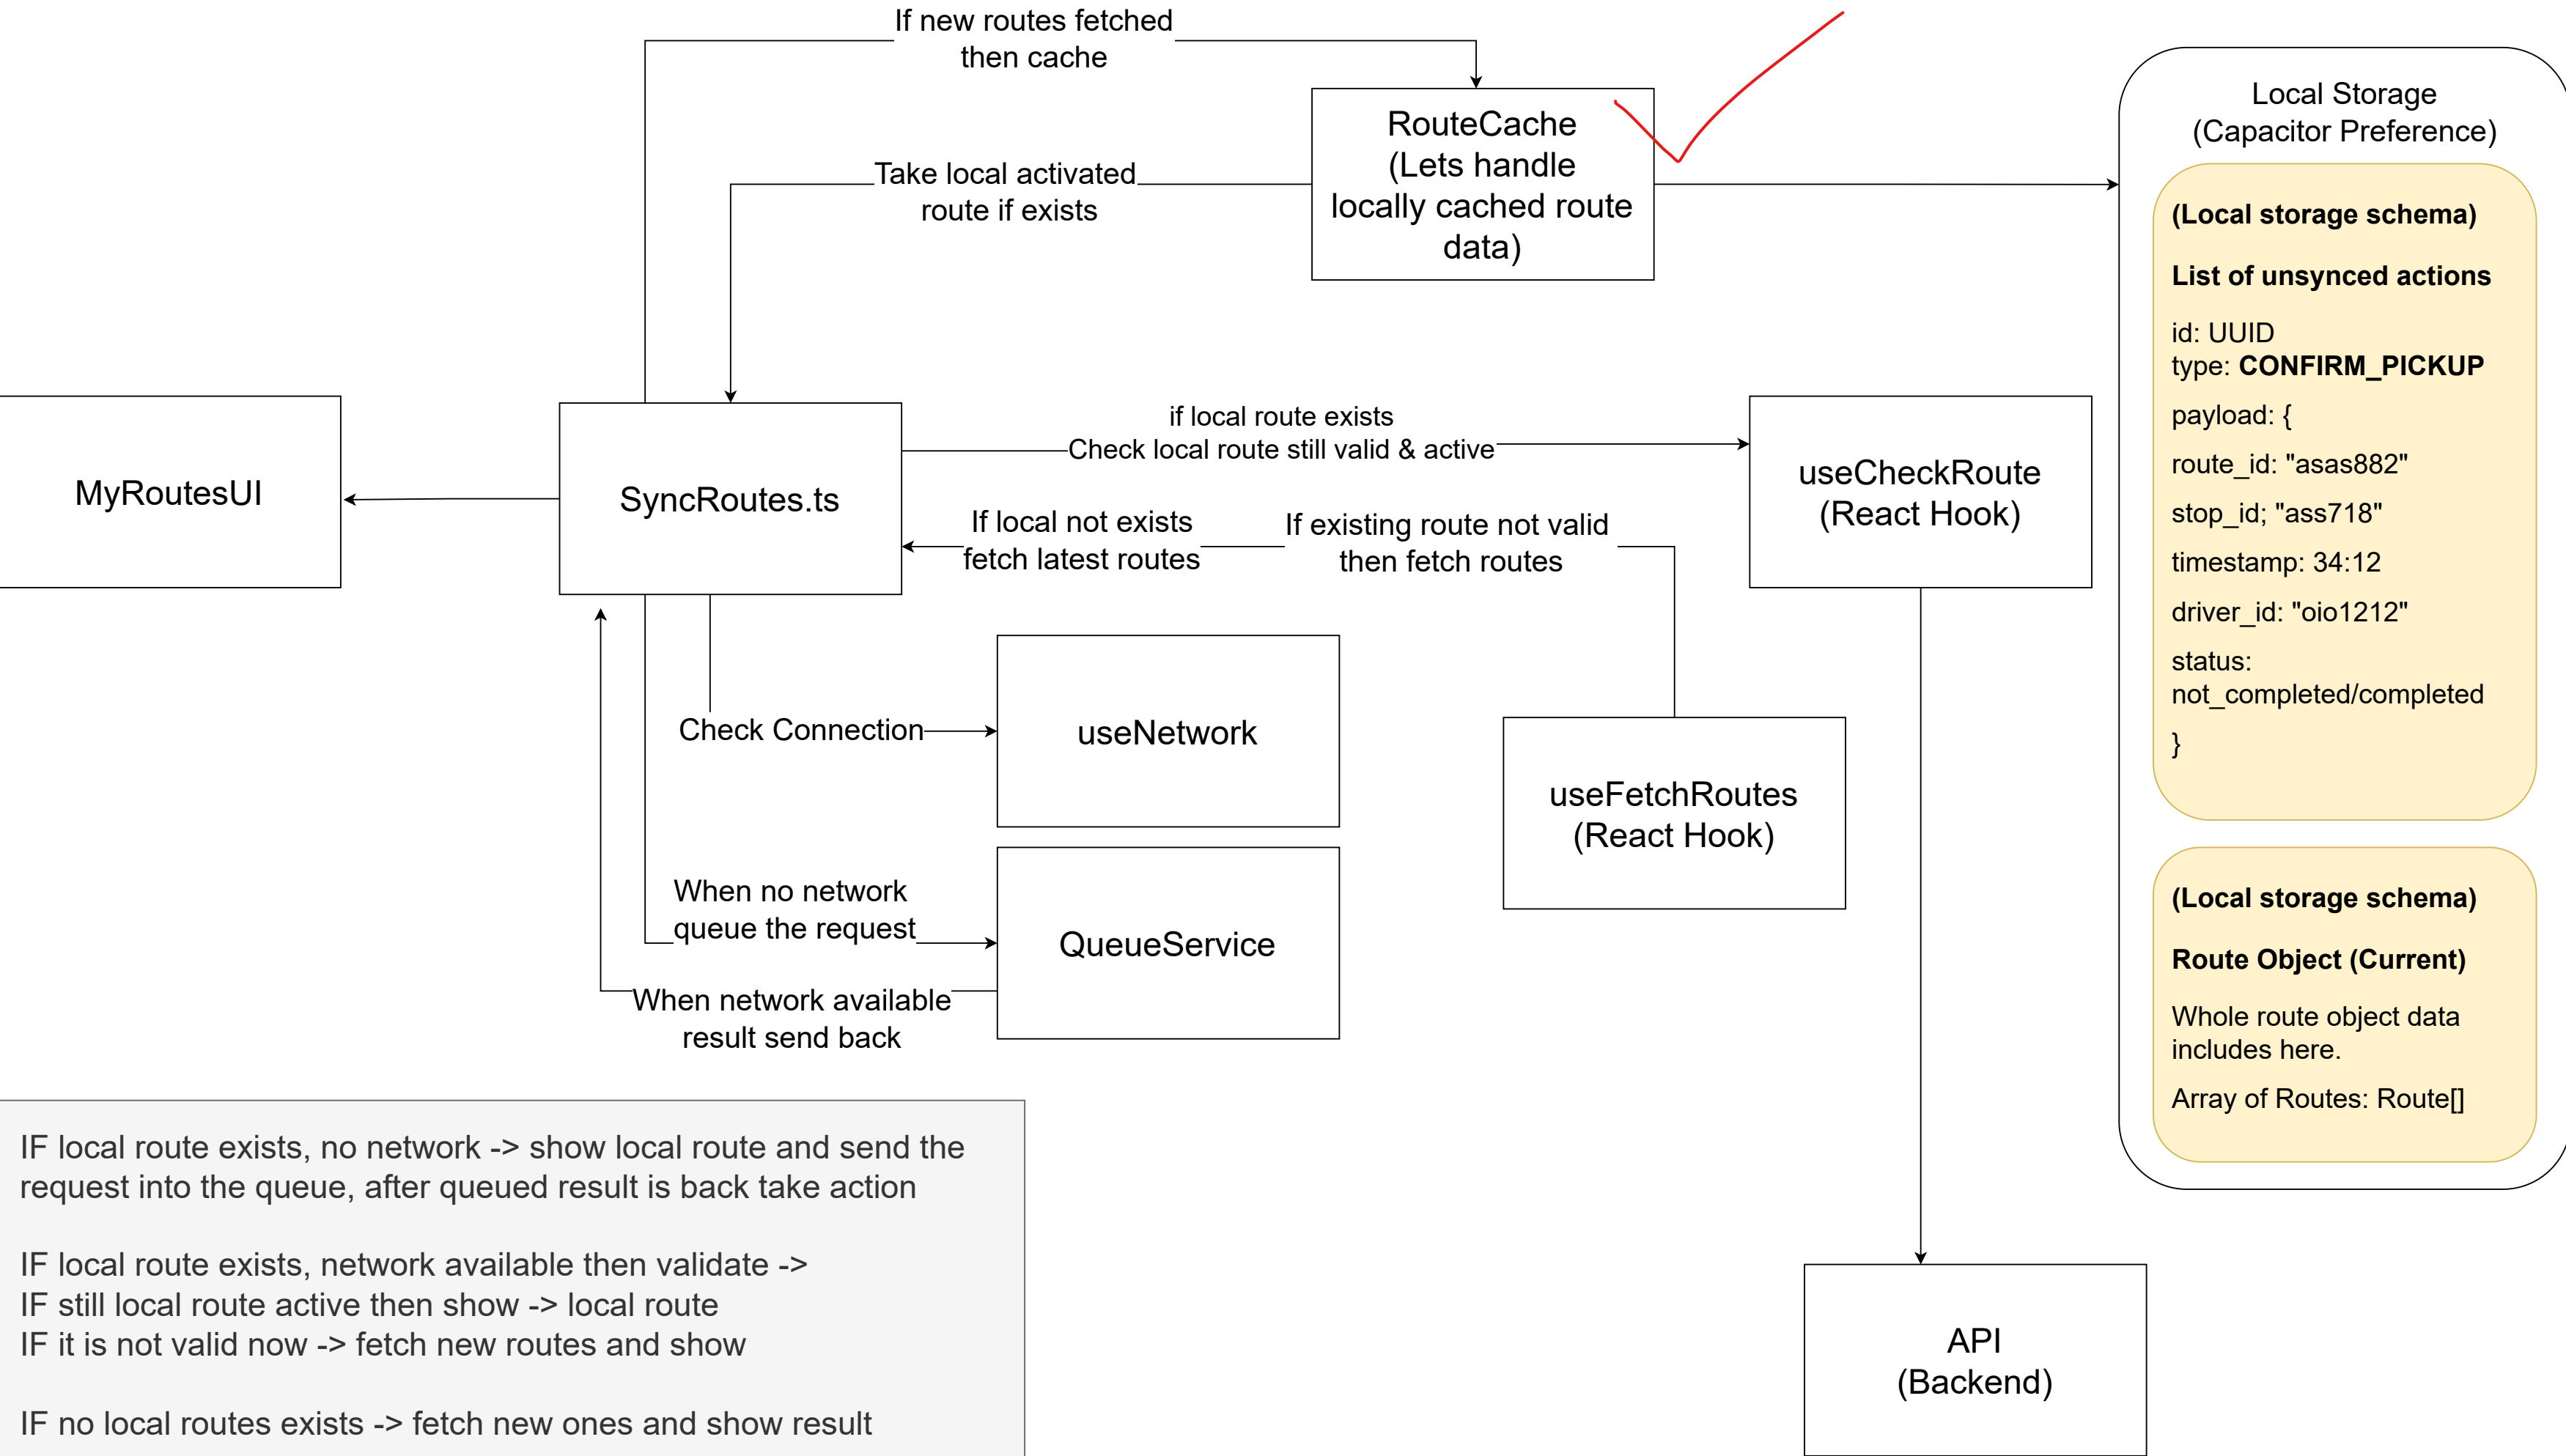 If new routes fetched
then cache
RouteCache
(Lets handle
locally cached route
data)
Take local activated
route if exists
Local Storage
(Capacitor Preference)
(Local storage schema)
List of unsynced actions
id: UUID
type: CONFIRM_PICKUP
payload: {
route_id: "asas882"
stop_id; "ass718"
timestamp: 34:12
driver_id: "oio1212"
status:
not_completed/completed
}
(Local storage schema)
Route Object (Current)
Whole route object data
includes here.
Array of Routes: Route[]
MyRoutesUI
SyncRoutes.ts
if local route exists
Check local route still valid & active
useCheckRoute
(React Hook)
If local not exists
fetch latest routes
If existing route not valid
then fetch routes
Check Connection
useNetwork
useFetchRoutes
(React Hook)
When no network
queue the request
QueueService
When network available
result send back
API
(Backend)
IF local route exists, no network -> show local route and send the
request into the queue, after queued result is back take action
IF local route exists, network available then validate ->
IF still local route active then show -> local route
IF it is not valid now -> fetch new routes and show
IF no local routes exists -> fetch new ones and show result